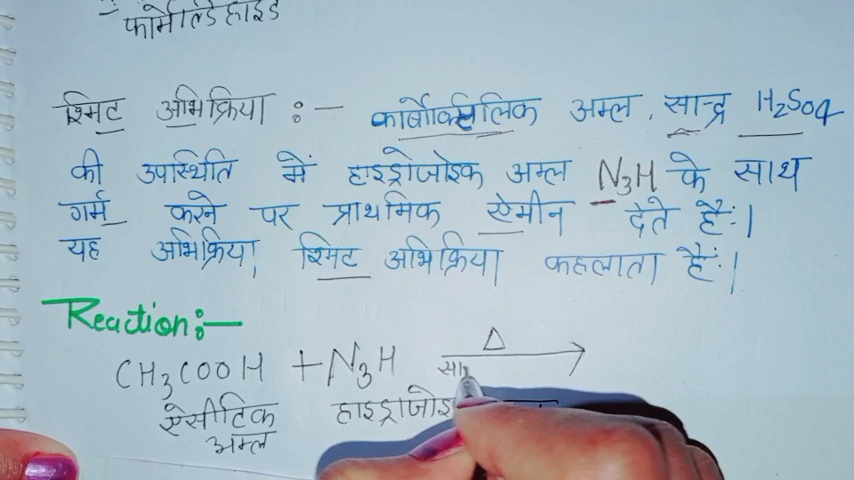 फार्मेल्डिहाइड
श्मिट अभिक्रिया :- कार्बोक्सलिक अम्ल, सान्द्र H₂SO₄
की उपस्थिति में हाइड्रोजोइक अम्ल N₃H के साथ
गर्म करने पर प्राथमिक ऐमीन देते हैं।
यह अभिक्रिया श्मिट अभिक्रिया कहलाता है।
Reaction:-
CH₃COOH + N₃H Δ
सा
ऐसीटिक हाइड्रोजोइ
अम्ल